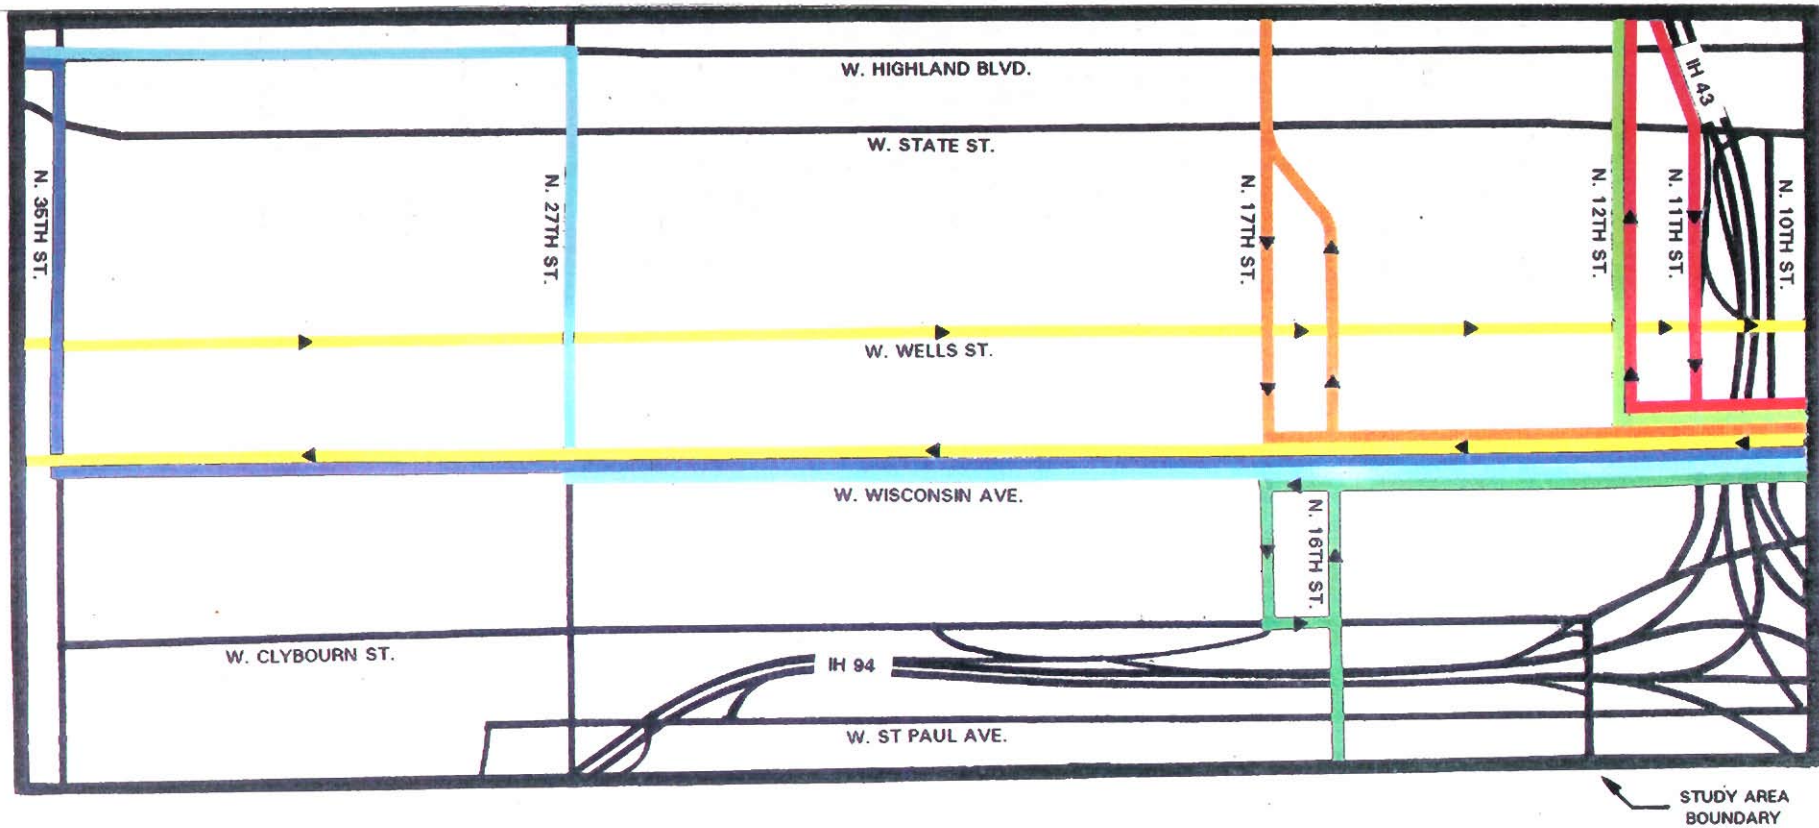 W. HIGHLAND BLVD.
IH 43
W. STATE ST.
N. 35TH ST.
N. 27TH ST.
N. 17TH ST.
N. 12TH ST.
N. 11TH ST.
N. 10TH ST.
W. WELLS ST.
W. WISCONSIN AVE.
N. 16TH ST.
W. CLYBOURN ST.
IH 94
W. ST PAUL AVE.
STUDY AREA
BOUNDARY